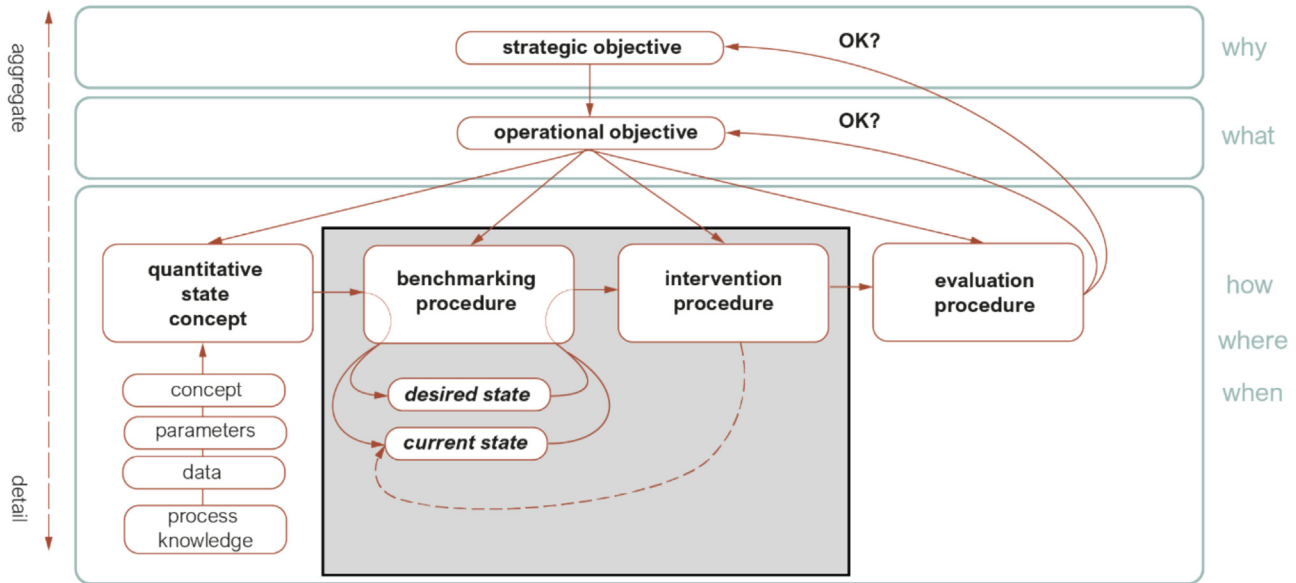 strategic objective
OK?
why
aggregate
operational objective
OK?
what
quantitative
state
concept
benchmarking
procedure
intervention
procedure
evaluation
procedure
how
where
when
concept
desired state
parameters
current state
data
process
knowledge
detail